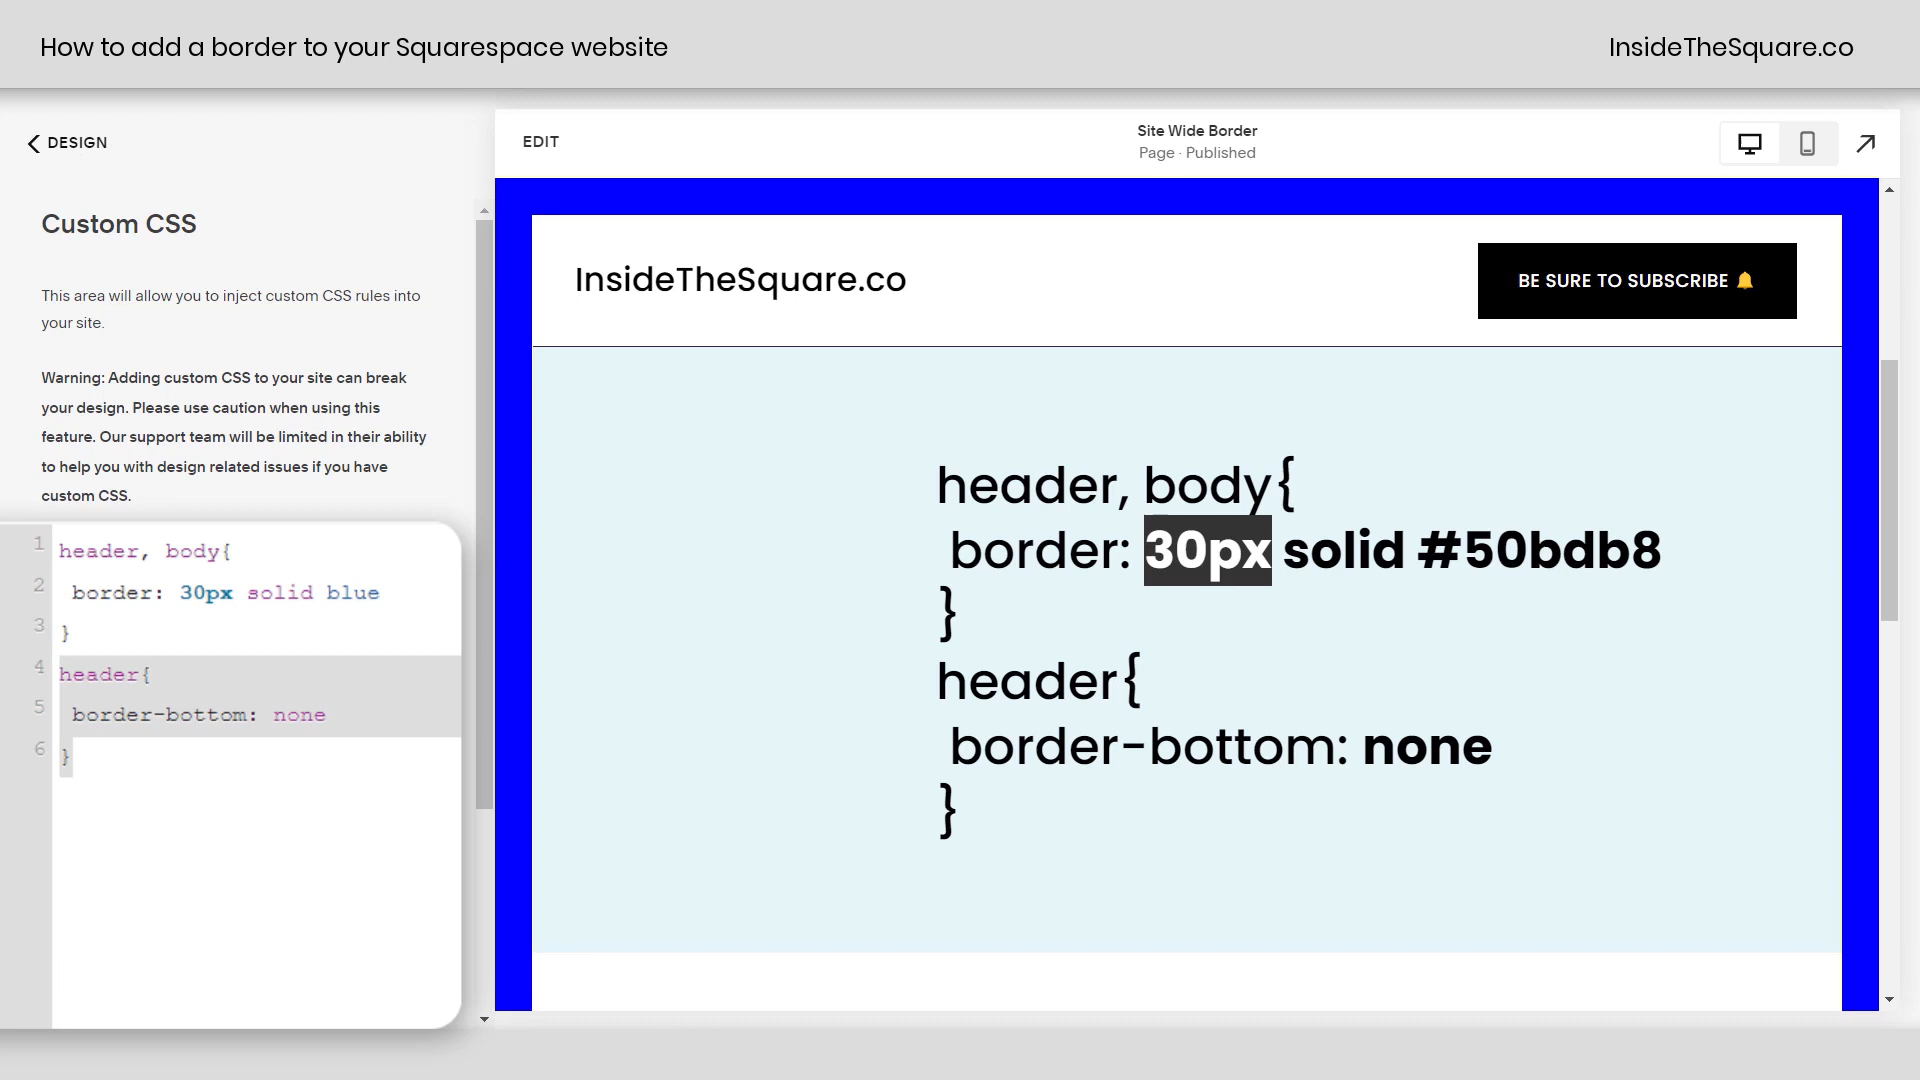 How to add a border to your Squarespace website
InsideTheSquare.co
DESIGN
Custom CSS
This area will allow you to inject custom CSS rules into
your site.
Warning: Adding custom CSS to your site can break
your design. Please use caution when using this
feature. Our support team will be limited in their ability
to help you with design related issues if you have
custom CSS.
1 header, body{
2 border: 30px solid blue
3 }
4 header{
5 border-bottom: none
6 }
EDIT
Site Wide Border
Page · Published
InsideTheSquare.co
BE SURE TO SUBSCRIBE 🔔
header, body{
border: 30px solid #50bdb8
}
header{
border-bottom: none
}